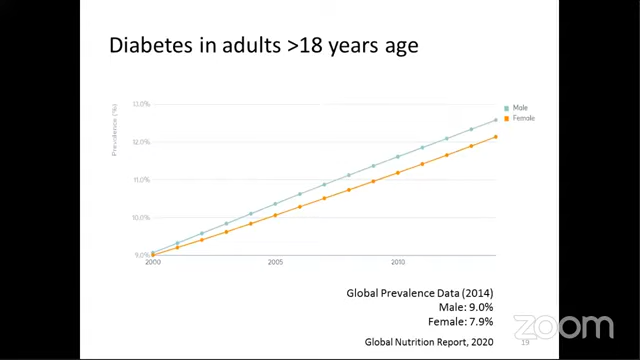 Diabetes in adults >18 years age
Prevalence (%)
13.0%
12.0%
11.0%
10.0%
9.0%
2000
2005
2010
Male
Female
Global Prevalence Data (2014)
Male: 9.0%
Female: 7.9%
Global Nutrition Report, 2020
19
zoom